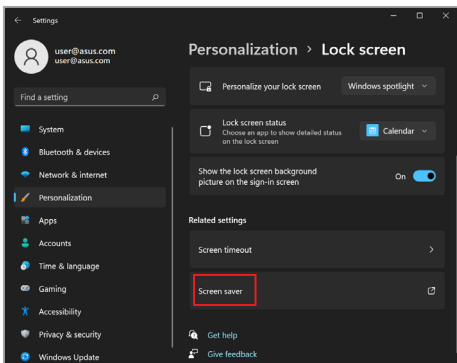 Settings
user@asus.com
user@asus.com
Find a setting
System
Bluetooth & devices
Network & internet
Personalization
Apps
Accounts
Time & language
Gaming
Accessibility
Privacy & security
Windows Update
Personalization > Lock screen
Personalize your lock screen
Windows spotlight
Lock screen status
Choose an app to show detailed status
on the lock screen
Calendar
Show the lock screen background
picture on the sign-in screen
On
Related settings
Screen timeout
Screen saver
Get help
Give feedback